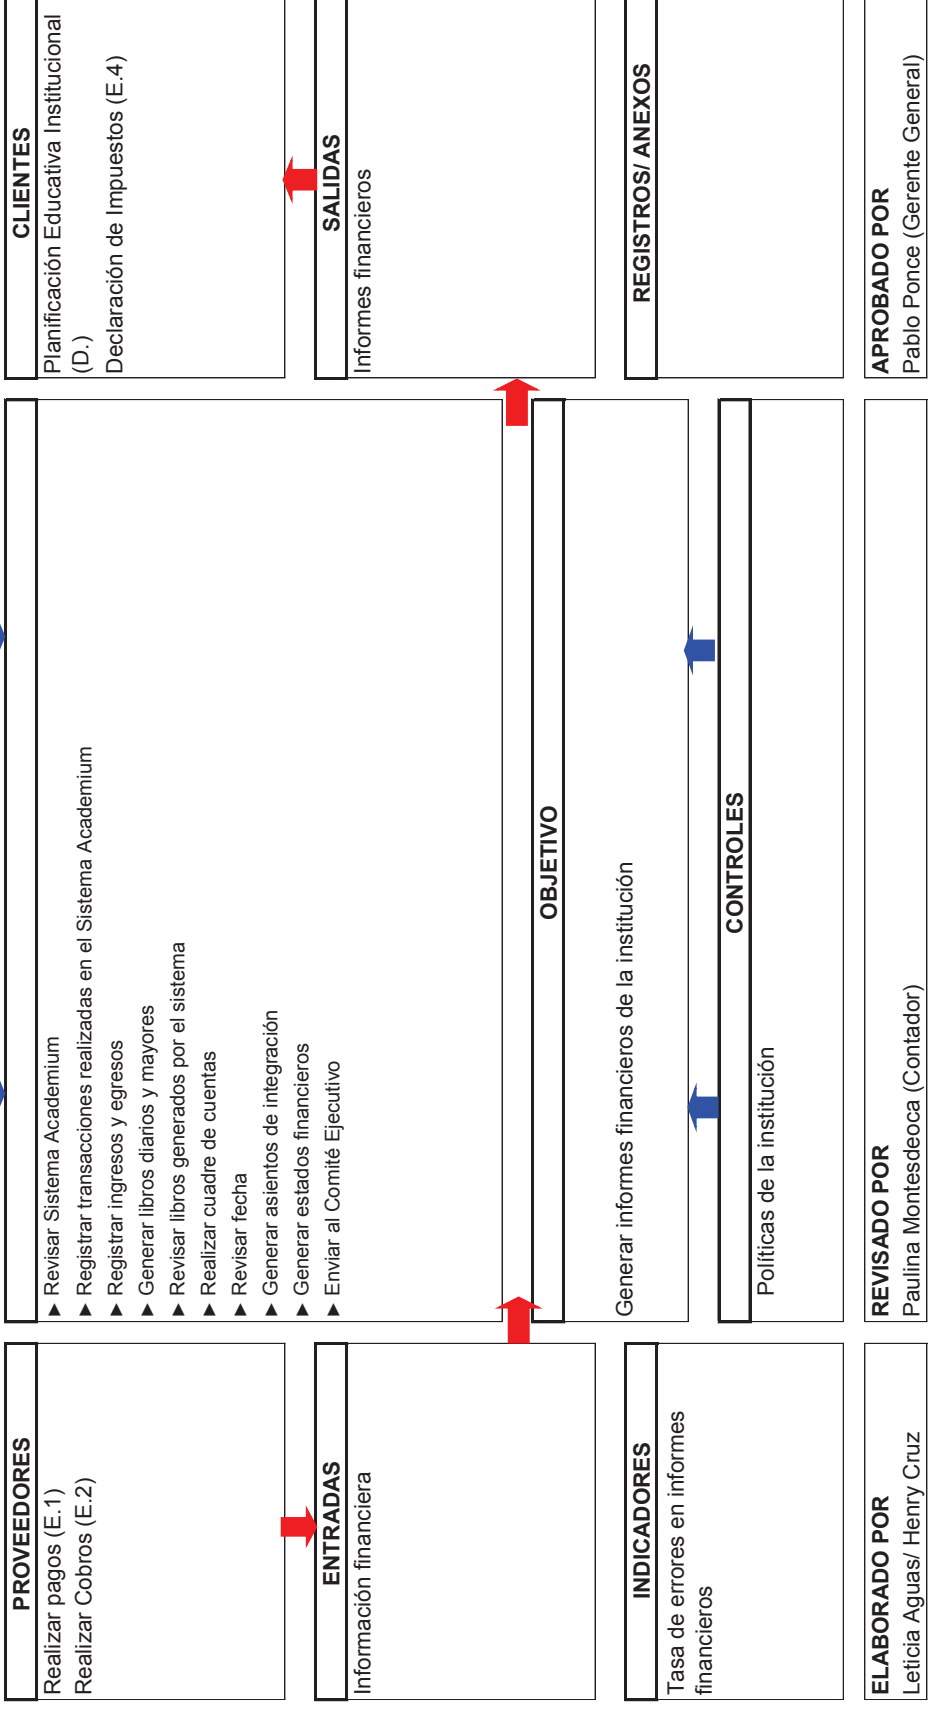 PROVEEDORES
Realizar pagos (E.1)
Realizar Cobros (E.2)
► Revisar Sistema Academium
► Registrar transacciones realizadas en el Sistema Academium
► Registrar ingresos y egresos
► Generar libros diarios y mayores
► Revisar libros generados por el sistema
► Realizar cuadre de cuentas
► Revisar fecha
► Generar asientos de integración
► Generar estados financieros
► Enviar al Comité Ejecutivo
CLIENTES
Planificación Educativa Institucional
(D.)
Declaración de Impuestos (E.4)
ENTRADAS
Información financiera
SALIDAS
Informes financieros
OBJETIVO
Generar informes financieros de la institución
INDICADORES
Tasa de errores en informes
financieros
CONTROLES
Políticas de la institución
REGISTROS/ ANEXOS
ELABORADO POR
Leticia Aguas/ Henry Cruz
REVISADO POR
Paulina Montesdeoca (Contador)
APROBADO POR
Pablo Ponce (Gerente General)